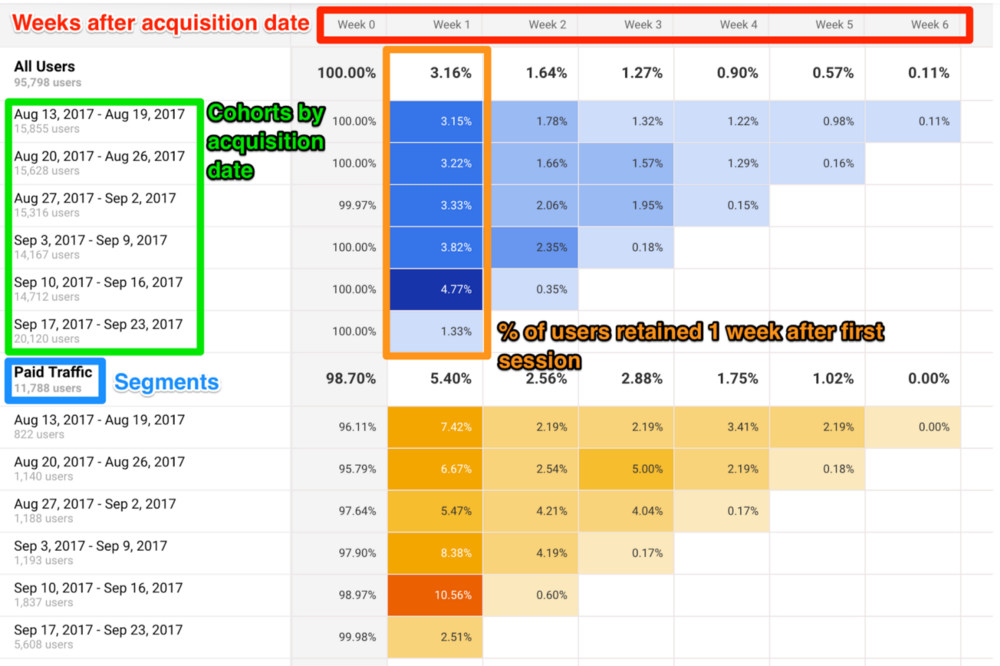 Weeks after acquisition date
Week 0 Week 1 Week 2 Week 3 Week 4 Week 5 Week 6
All Users
95,798 users
100.00% 3.16% 1.64% 1.27% 0.90% 0.57% 0.11%
Cohorts by
acquisition
date
Aug 13, 2017 - Aug 19, 2017
15,855 users
100.00% 3.15% 1.78% 1.32% 1.22% 0.98% 0.11%
Aug 20, 2017 - Aug 26, 2017
15,628 users
100.00% 3.22% 1.66% 1.57% 1.29% 0.16%
Aug 27, 2017 - Sep 2, 2017
15,316 users
99.97% 3.33% 2.06% 1.95% 0.15%
Sep 3, 2017 - Sep 9, 2017
14,167 users
100.00% 3.82% 2.35% 0.18%
Sep 10, 2017 - Sep 16, 2017
14,712 users
100.00% 4.77% 0.35%
Sep 17, 2017 - Sep 23, 2017
20,120 users
100.00% 1.33%
% of users retained 1 week after first
session
Paid Traffic
11,788 users
Segments
98.70% 5.40% 2.56% 2.88% 1.75% 1.02% 0.00%
Aug 13, 2017 - Aug 19, 2017
822 users
96.11% 7.42% 2.19% 2.19% 3.41% 2.19% 0.00%
Aug 20, 2017 - Aug 26, 2017
1,140 users
95.79% 6.67% 2.54% 5.00% 2.19% 0.18%
Aug 27, 2017 - Sep 2, 2017
1,188 users
97.64% 5.47% 4.21% 4.04% 0.17%
Sep 3, 2017 - Sep 9, 2017
1,193 users
97.90% 8.38% 4.19% 0.17%
Sep 10, 2017 - Sep 16, 2017
1,837 users
98.97% 10.56% 0.60%
Sep 17, 2017 - Sep 23, 2017
5,608 users
99.98% 2.51%